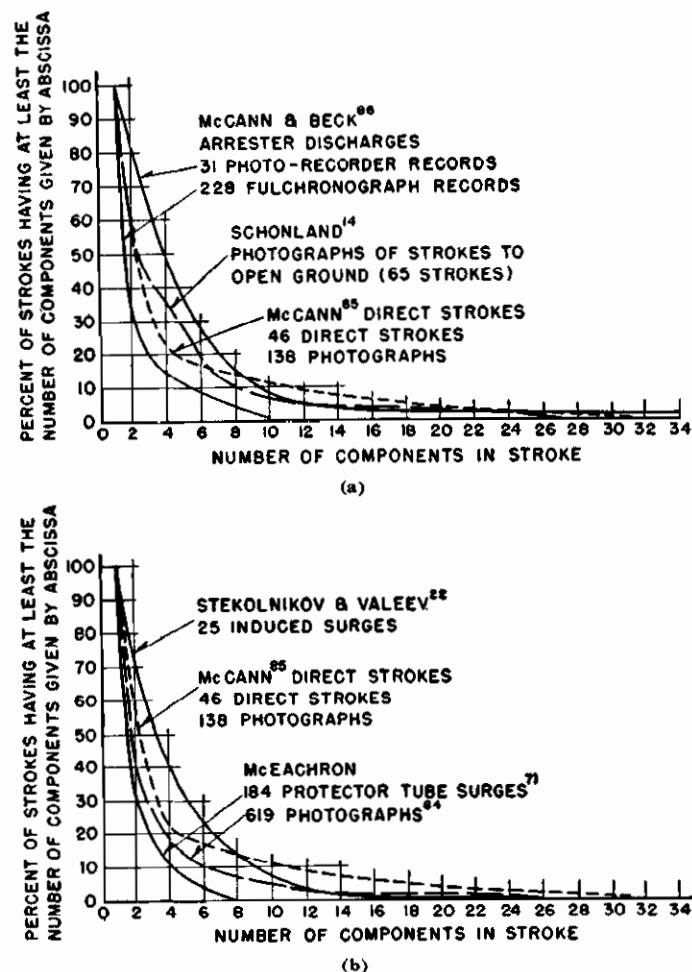 PERCENT OF STROKES HAVING AT LEAST THE
NUMBER OF COMPONENTS GIVEN BY ABSCISSA
100
90
80
70
60
50
40
30
20
10
0
McCANN & BECK86
ARRESTER DISCHARGES
31 PHOTO-RECORDER RECORDS
228 FULCHRONOGRAPH RECORDS
SCHONLAND14
PHOTOGRAPHS OF STROKES TO
OPEN GROUND (65 STROKES)
McCANN85 DIRECT STROKES
46 DIRECT STROKES
138 PHOTOGRAPHS
0 2 4 6 8 10 12 14 16 18 20 22 24 26 28 30 32 34
NUMBER OF COMPONENTS IN STROKE
(a)
PERCENT OF STROKES HAVING AT LEAST THE
NUMBER OF COMPONENTS GIVEN BY ABSCISSA
100
90
80
70
60
50
40
30
20
10
0
STEKOLNIKOV & VALEEV22
25 INDUCED SURGES
McCANN85 DIRECT STROKES
46 DIRECT STROKES
138 PHOTOGRAPHS
McEACHRON
184 PROTECTOR TUBE SURGES71
619 PHOTOGRAPHS84
0 2 4 6 8 10 12 14 16 18 20 22 24 26 28 30 32 34
NUMBER OF COMPONENTS IN STROKE
(b)